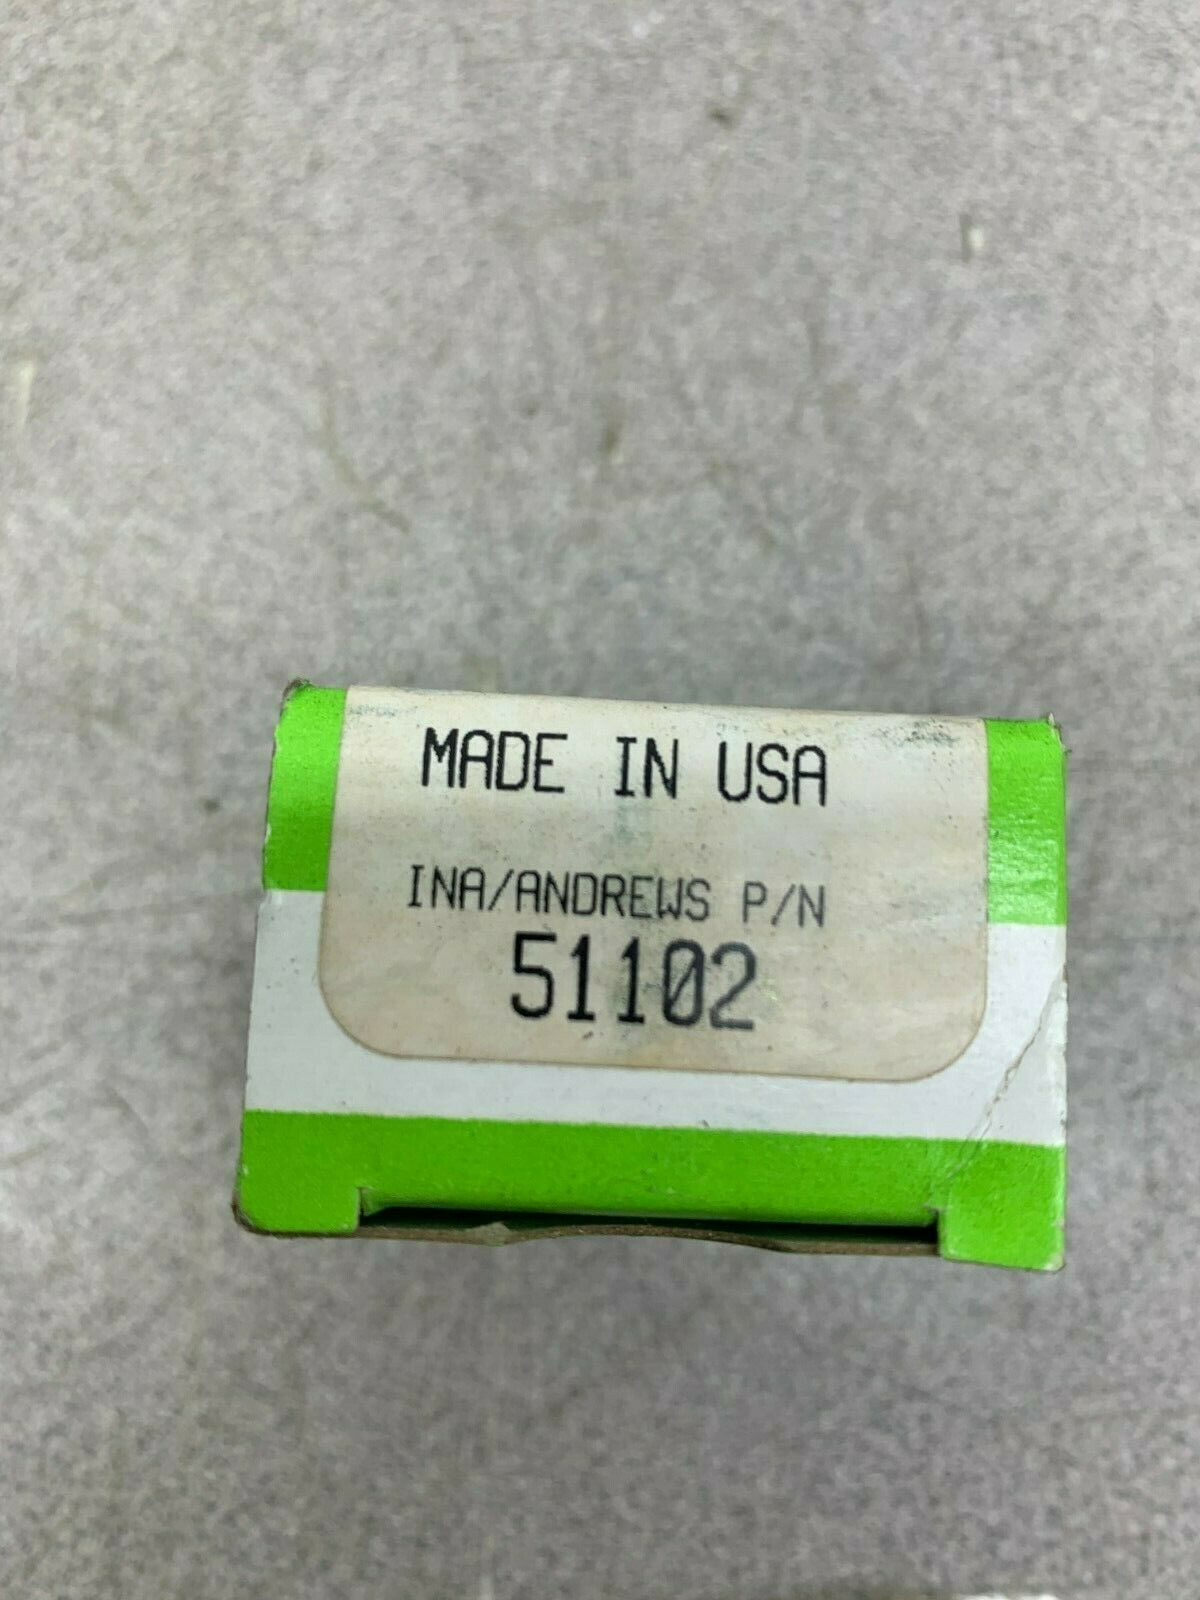 MADE IN USA
INA/ANDREWS P/N
51102